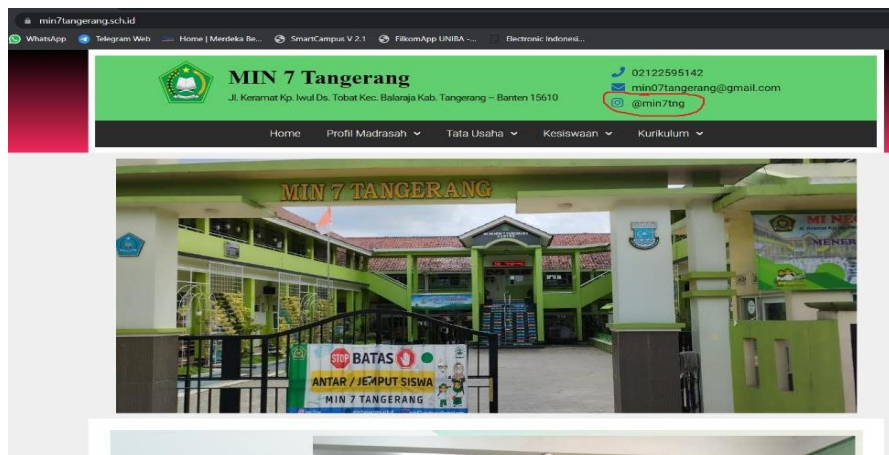 min7tangerang.sch.id
WhatsApp Telegram Web Home | Merdeka Be... SmartCampus V 2.1 FilkomApp UNIBA -... Electronic Indonesi...
MIN 7 Tangerang
Jl. Keramat Kp. Iwul Ds. Tobat Kec. Balaraja Kab. Tangerang – Banten 15610
02122595142
min07tangerang@gmail.com
@min7tng
Home Profil Madrasah Tata Usaha Kesiswaan Kurikulum
MIN 7 TANGERANG
MI NE
MENER
STOP BATAS
ANTAR / JEMPUT SISWA
MIN 7 TANGERANG